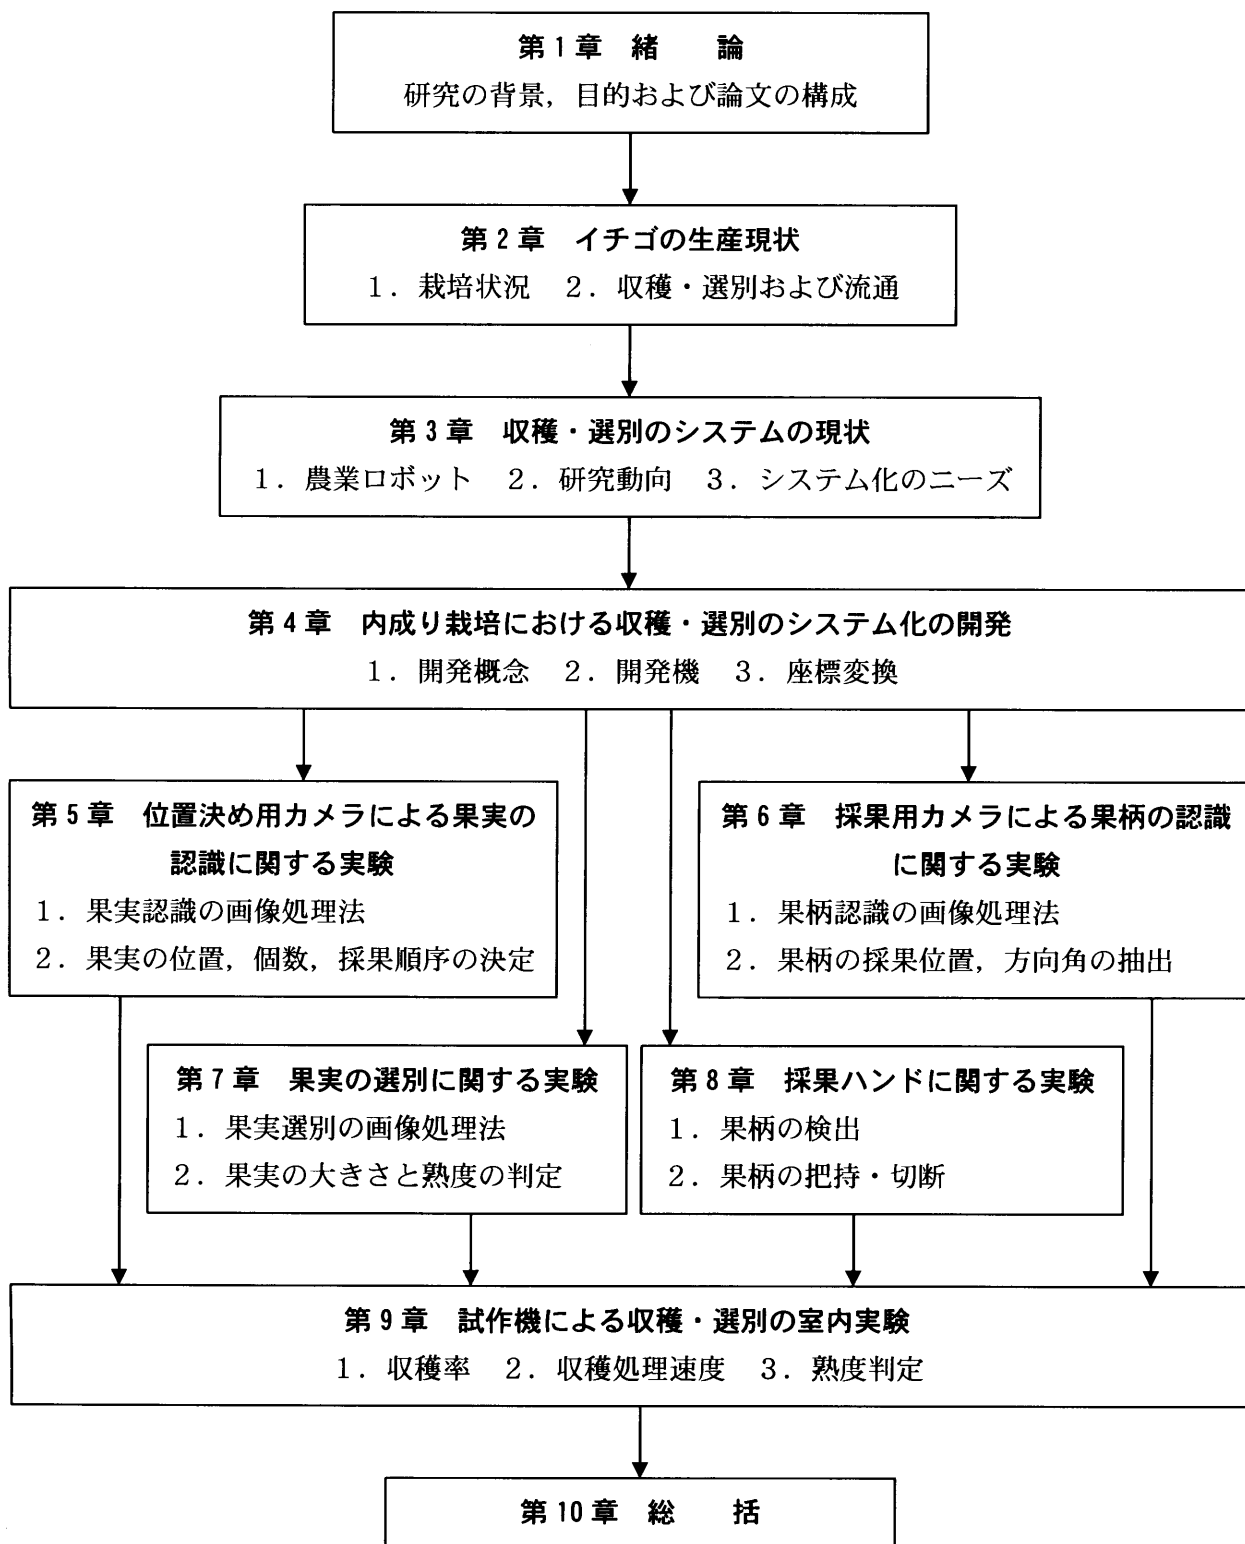 第1章 緒 論
研究の背景，目的および論文の構成
第2章 イチゴの生産現状
1．栽培状況 2．収穫・選別および流通
第3章 収穫・選別のシステムの現状
1．農業ロボット 2．研究動向 3．システム化のニーズ
第4章 内成り栽培における収穫・選別のシステム化の開発
1．開発概念 2．開発機 3．座標変換
第5章 位置決め用カメラによる果実の
認識に関する実験
1．果実認識の画像処理法
2．果実の位置，個数，採果順序の決定
第6章 採果用カメラによる果柄の認識
に関する実験
1．果柄認識の画像処理法
2．果柄の採果位置，方向角の抽出
第7章 果実の選別に関する実験
1．果実選別の画像処理法
2．果実の大きさと熟度の判定
第8章 採果ハンドに関する実験
1．果柄の検出
2．果柄の把持・切断
第9章 試作機による収穫・選別の室内実験
1．収穫率 2．収穫処理速度 3．熟度判定
第10章 総 括